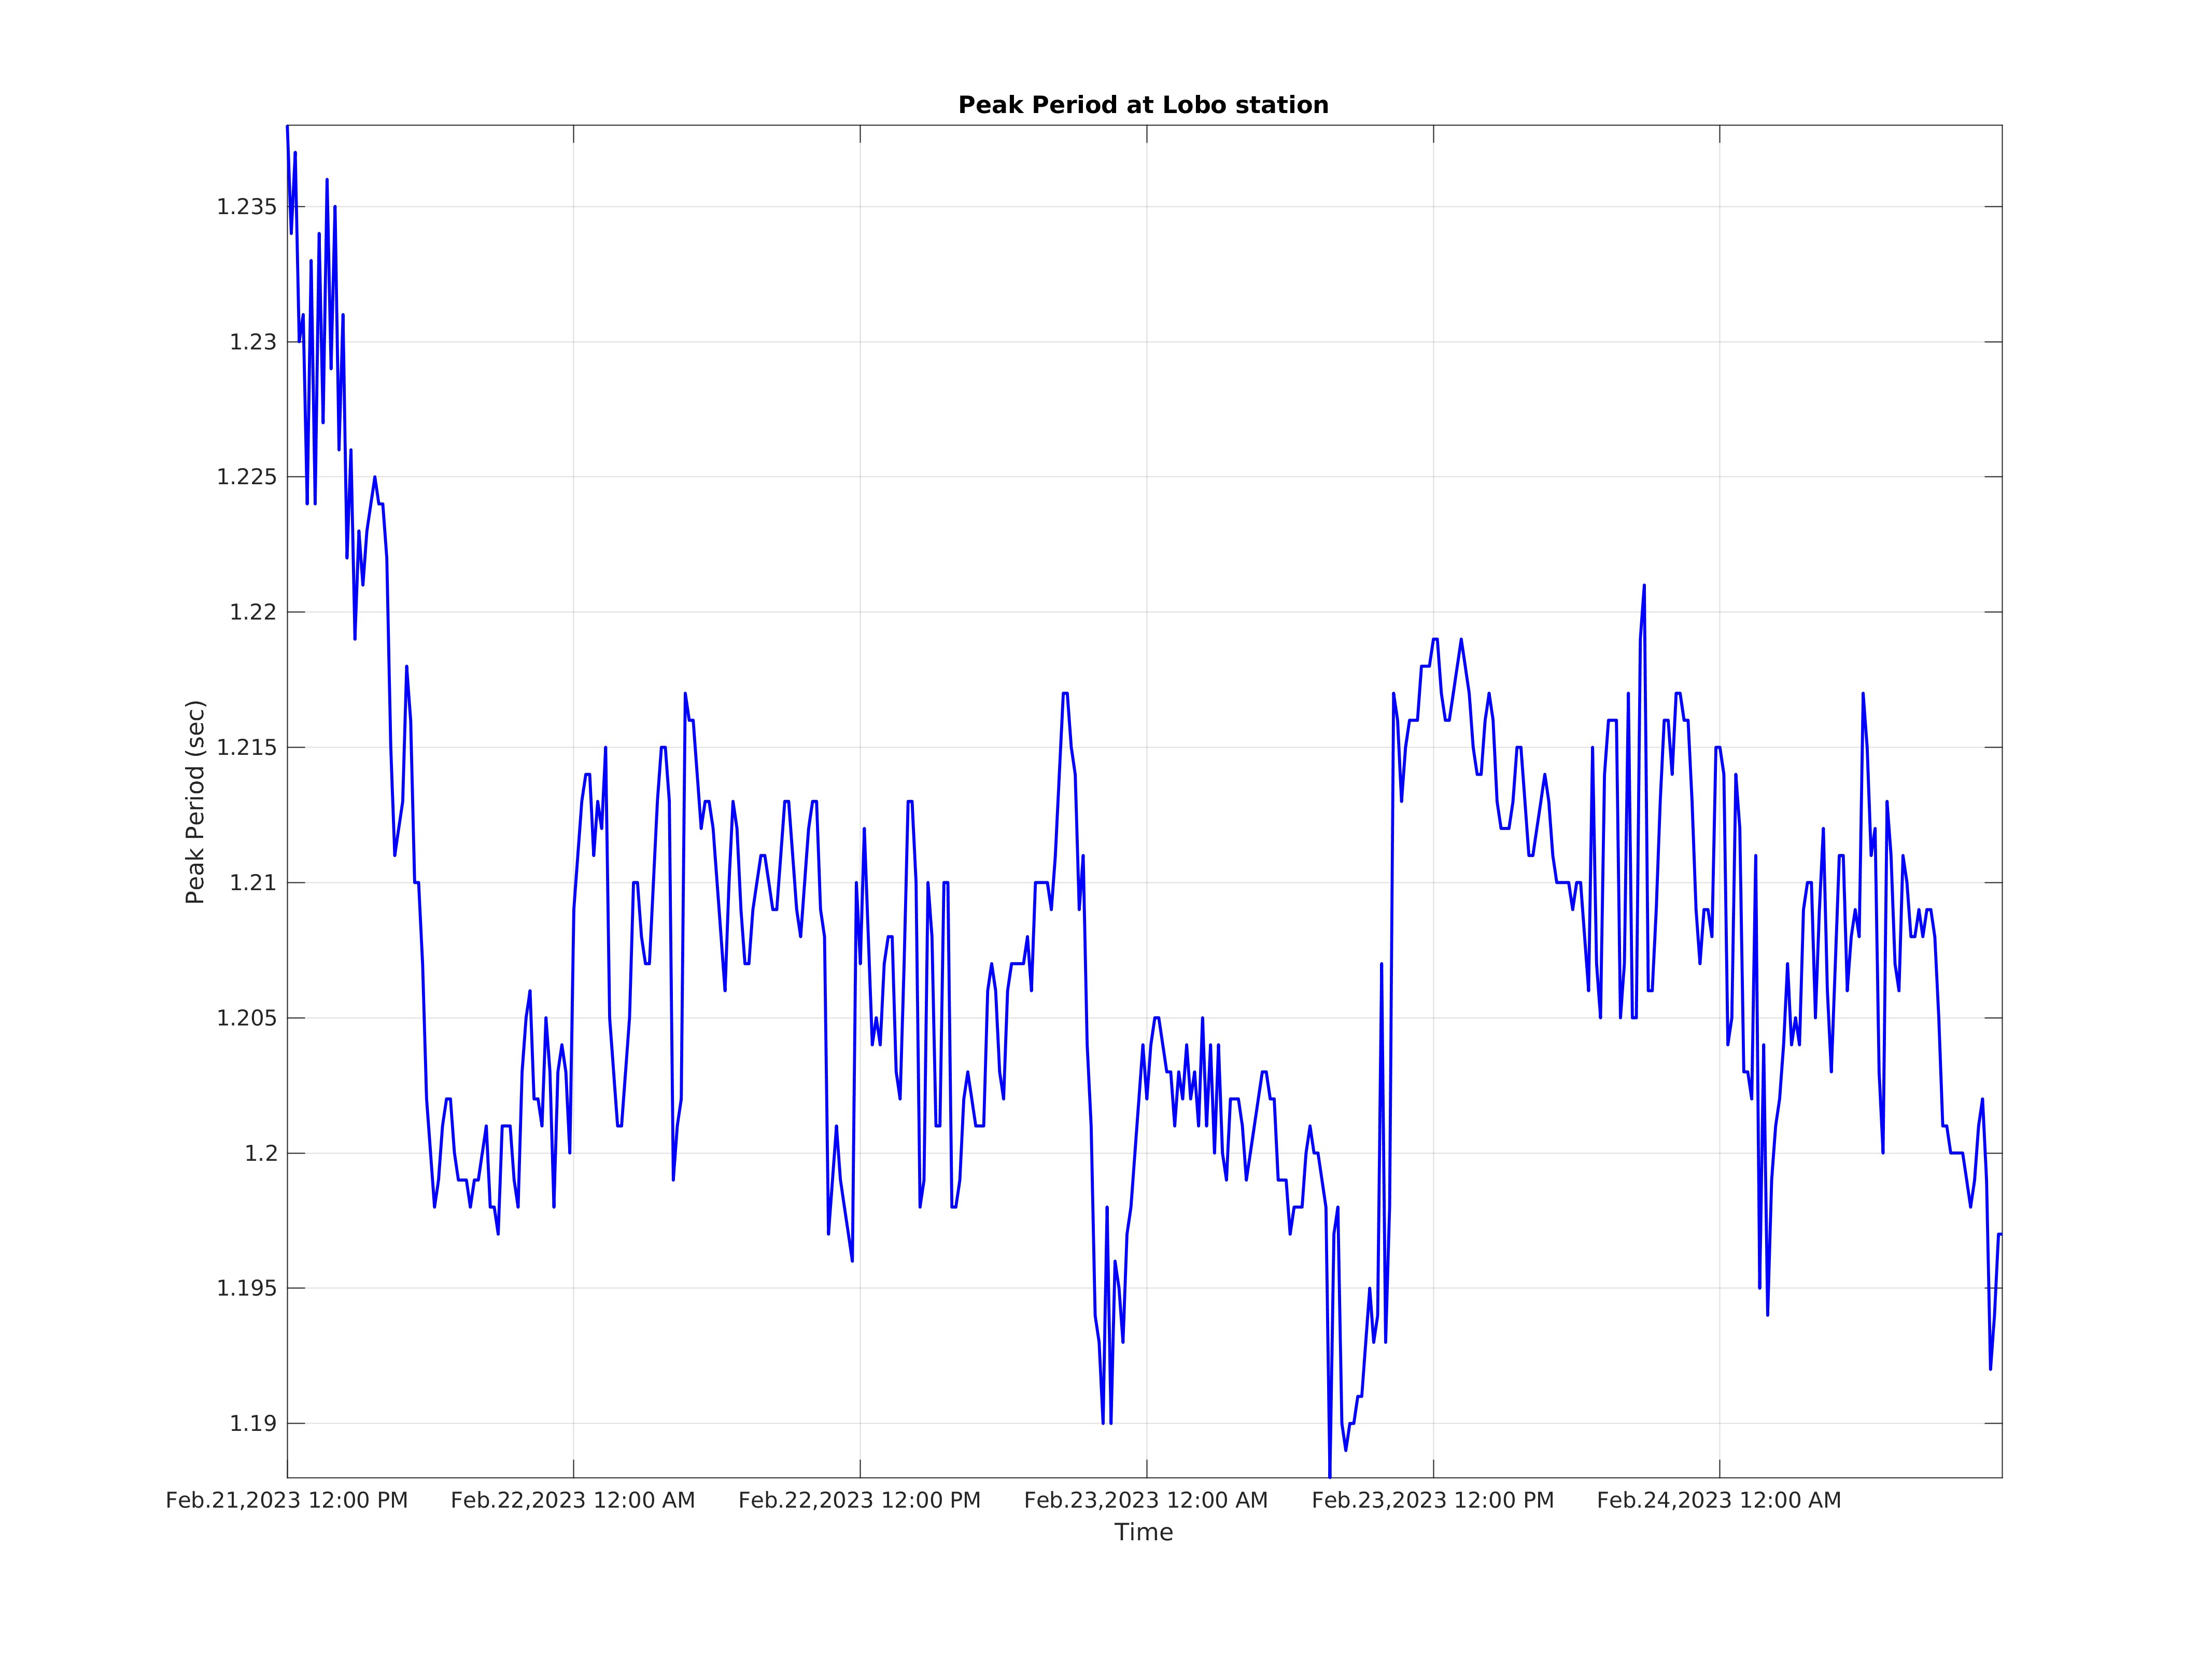 Peak Period at Lobo station
Peak Period (sec)
1.235
1.23
1.225
1.22
1.215
1.21
1.205
1.2
1.195
1.19
Feb.21,2023 12:00 PM Feb.22,2023 12:00 AM Feb.22,2023 12:00 PM Feb.23,2023 12:00 AM Feb.23,2023 12:00 PM Feb.24,2023 12:00 AM
Time